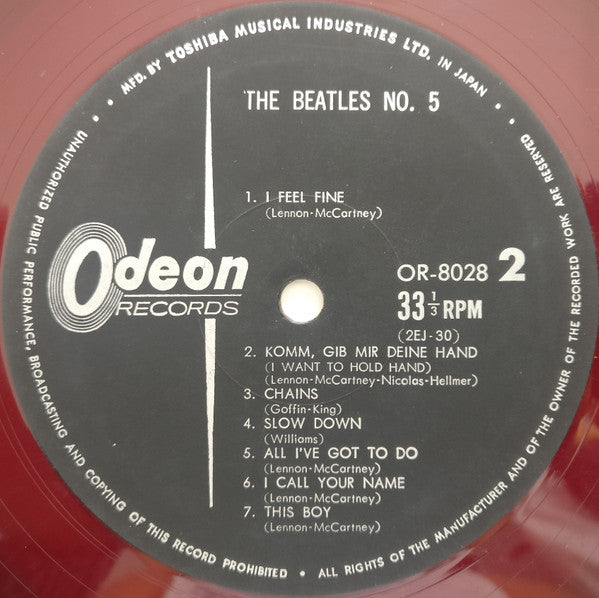 • MFD. BY TOSHIBA MUSICAL INDUSTRIES LTD. IN JAPAN •
THE BEATLES NO. 5
1. I FEEL FINE
(Lennon-McCartney)
Odeon
RECORDS
OR-8028 2
33 1/3 RPM
(2EJ-30)
2. KOMM, GIB MIR DEINE HAND
(I WANT TO HOLD HAND)
(Lennon-McCartney-Nicolas-Hellmer)
3. CHAINS
(Goffin-King)
4. SLOW DOWN
(Williams)
5. ALL I'VE GOT TO DO
(Lennon-McCartney)
6. I CALL YOUR NAME
(Lennon-McCartney)
7. THIS BOY
(Lennon-McCartney)
UNAUTHORIZED PUBLIC PERFORMANCE, BROADCASTING AND COPYING OF THIS RECORD PROHIBITED • ALL RIGHTS OF THE MANUFACTURER AND OF THE OWNER OF THE RECORDED WORK ARE RESERVED